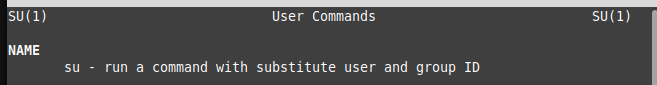 SU(1) User Commands SU(1)
NAME
su - run a command with substitute user and group ID